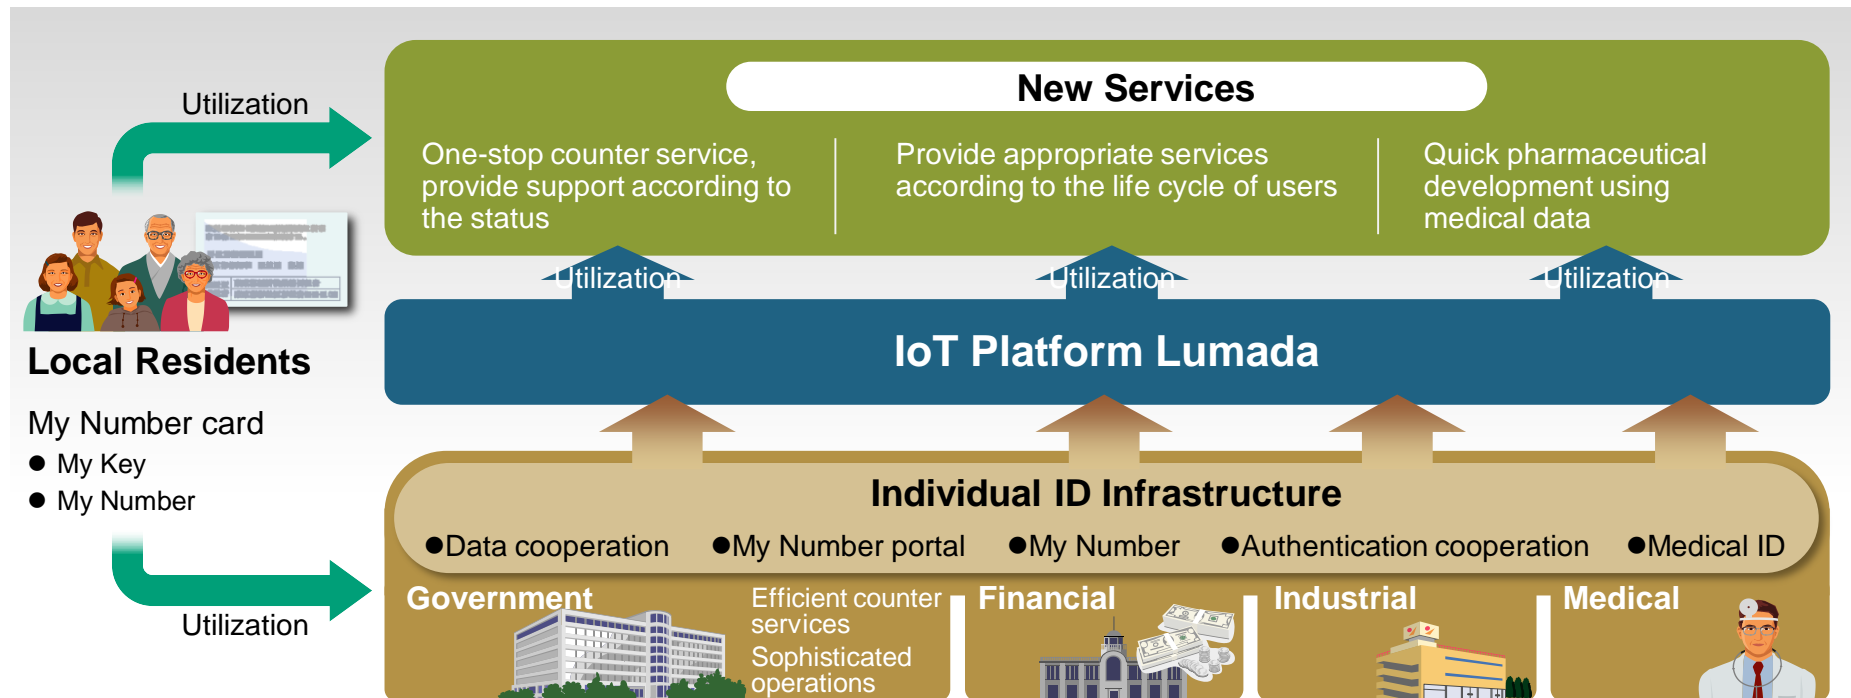 New Services
Utilization
One-stop counter service,
provide support according to
the status
Provide appropriate services
according to the life cycle of users
Quick pharmaceutical
development using
medical data
Utilization
Utilization
Utilization
IoT Platform Lumada
Local Residents
My Number card
● My Key
● My Number
Utilization
Individual ID Infrastructure
●Data cooperation ●My Number portal ●My Number ●Authentication cooperation ●Medical ID
Government
Efficient counter
services
Sophisticated
operations
Financial
Industrial
Medical